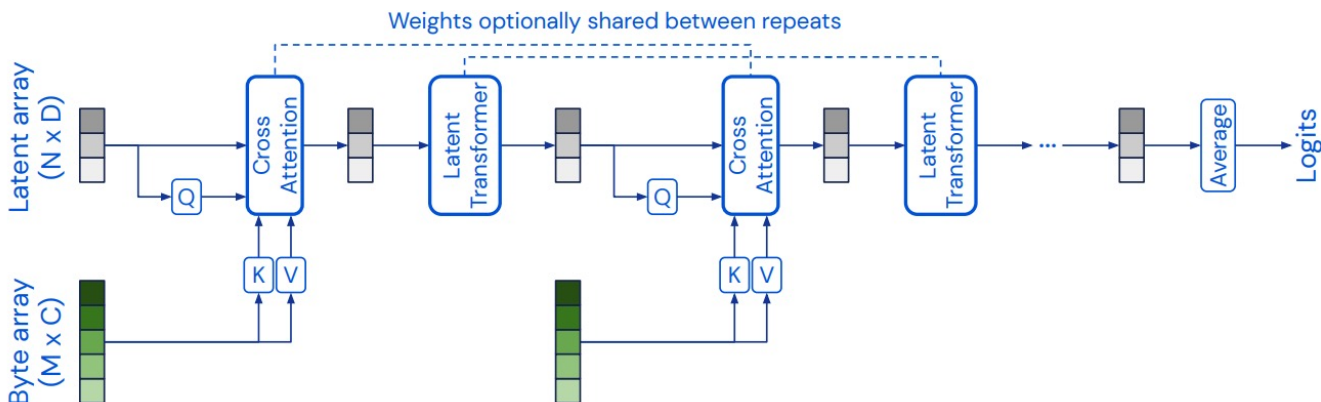 Weights optionally shared between repeats
Latent array
(N x D)
Cross
Attention
Latent
Transformer
Cross
Attention
Latent
Transformer
...
Average
Logits
Q
Q
K
V
K
V
Byte array
(M x C)